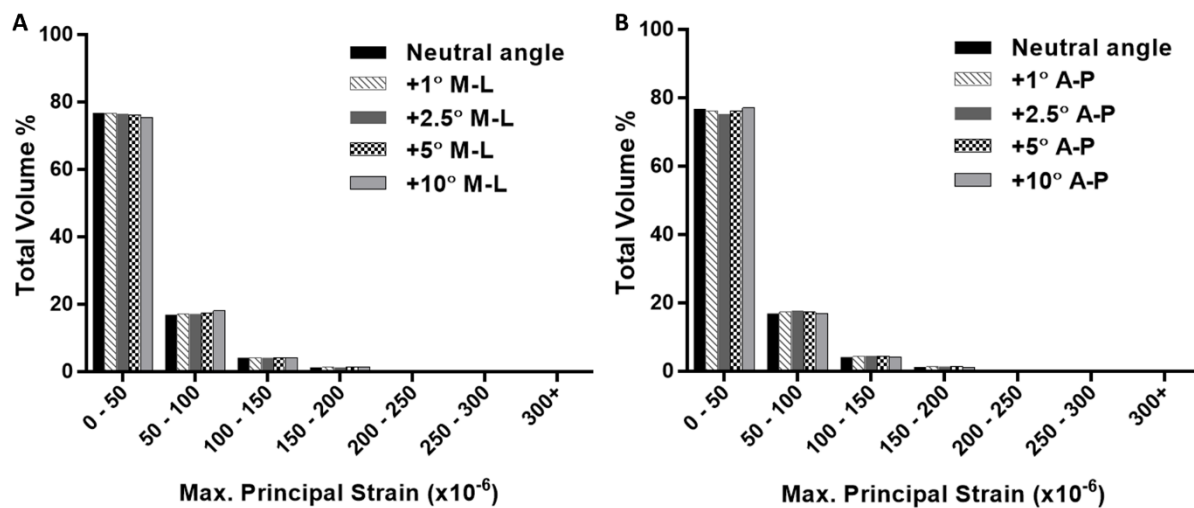 A
Total Volume %
100
80
60
40
20
0
Neutral angle
+1° M-L
+2.5° M-L
+5° M-L
+10° M-L
0 - 50
50 - 100
100 - 150
150 - 200
200 - 250
250 - 300
300+
Max. Principal Strain (x10⁻⁶)
B
Total Volume %
100
80
60
40
20
0
Neutral angle
+1° A-P
+2.5° A-P
+5° A-P
+10° A-P
0 - 50
50 - 100
100 - 150
150 - 200
200 - 250
250 - 300
300+
Max. Principal Strain (x10⁻⁶)